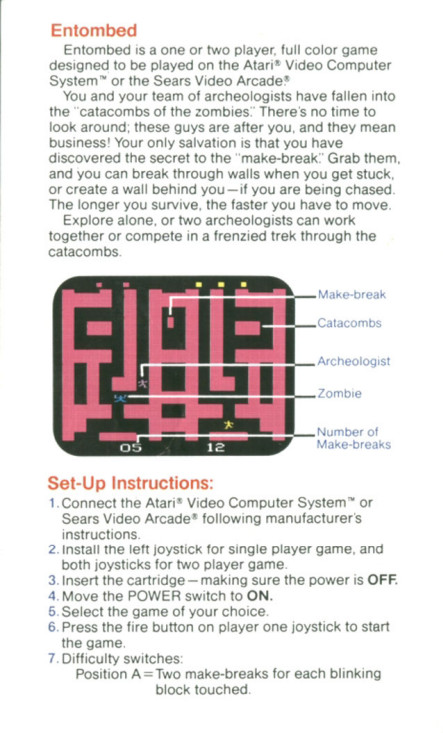 Entombed
Entombed is a one or two player, full color game
designed to be played on the Atari® Video Computer
System™ or the Sears Video Arcade®.
You and your team of archeologists have fallen into
the "catacombs of the zombies." There's no time to
look around; these guys are after you, and they mean
business! Your only salvation is that you have
discovered the secret to the "make-break." Grab them,
and you can break through walls when you get stuck,
or create a wall behind you—if you are being chased.
The longer you survive, the faster you have to move.
Explore alone, or two archeologists can work
together or compete in a frenzied trek through the
catacombs.
Make-break
Catacombs
Archeologist
Zombie
Number of
Make-breaks
05 12
Set-Up Instructions:
1. Connect the Atari® Video Computer System™ or
Sears Video Arcade® following manufacturer's
instructions.
2. Install the left joystick for single player game, and
both joysticks for two player game.
3. Insert the cartridge—making sure the power is OFF.
4. Move the POWER switch to ON.
5. Select the game of your choice.
6. Press the fire button on player one joystick to start
the game.
7. Difficulty switches:
Position A=Two make-breaks for each blinking
block touched.